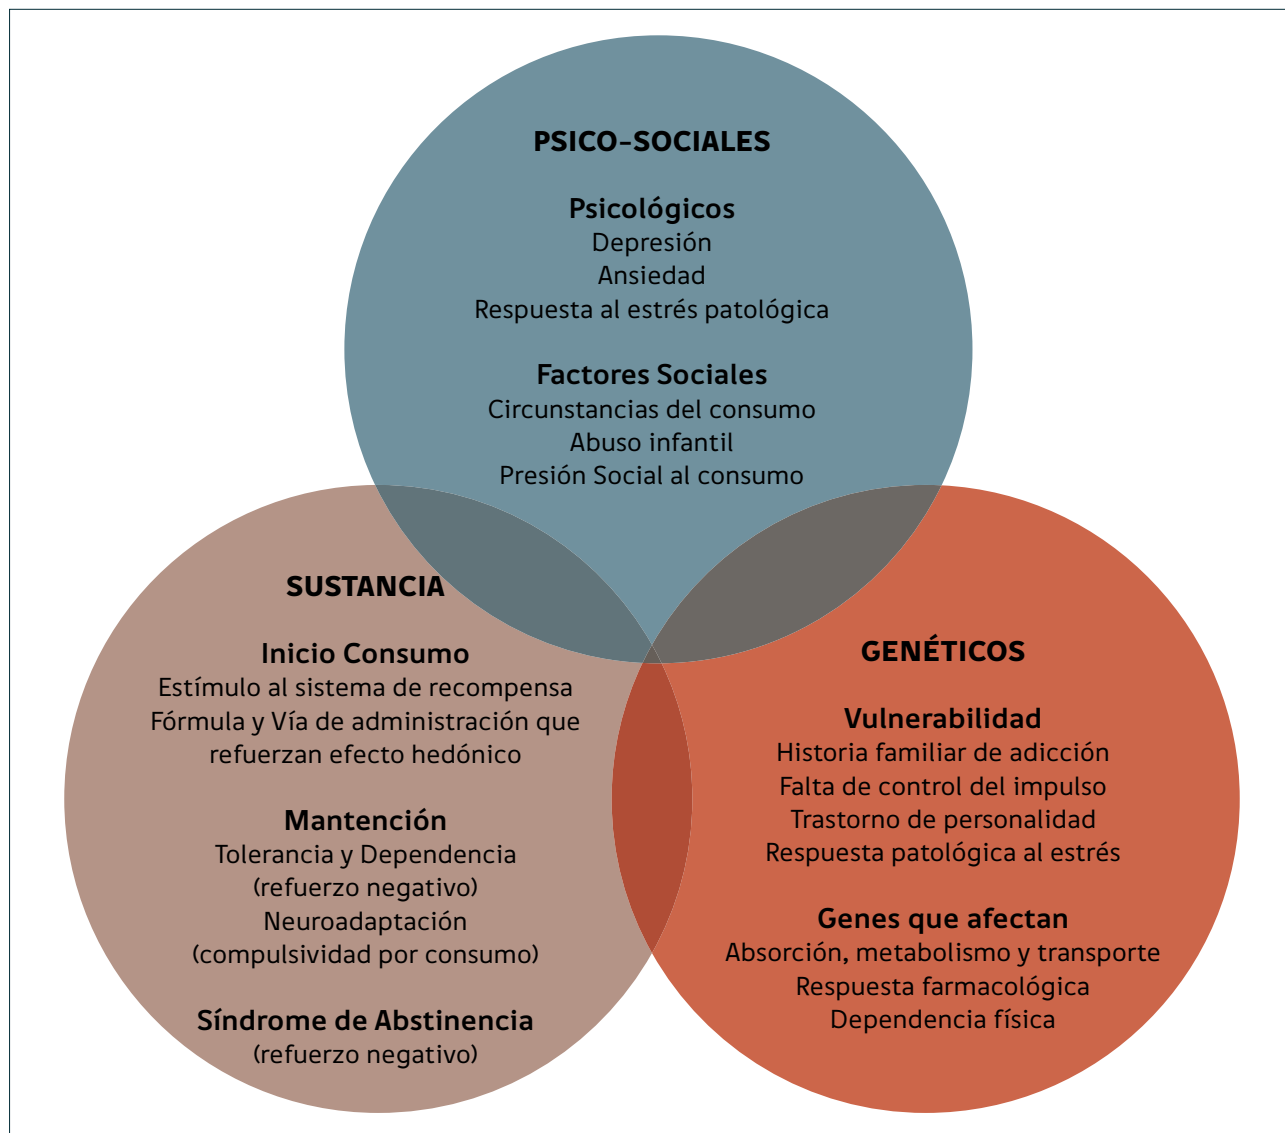 PSICO-SOCIALES
Psicológicos
Depresión
Ansiedad
Respuesta al estrés patológica
Factores Sociales
Circunstancias del consumo
Abuso infantil
Presión Social al consumo
SUSTANCIA
Inicio Consumo
Estímulo al sistema de recompensa
Fórmula y Vía de administración que
refuerzan efecto hedónico
Mantención
Tolerancia y Dependencia
(refuerzo negativo)
Neuroadaptación
(compulsividad por consumo)
Síndrome de Abstinencia
(refuerzo negativo)
GENÉTICOS
Vulnerabilidad
Historia familiar de adicción
Falta de control del impulso
Trastorno de personalidad
Respuesta patológica al estrés
Genes que afectan
Absorción, metabolismo y transporte
Respuesta farmacológica
Dependencia física